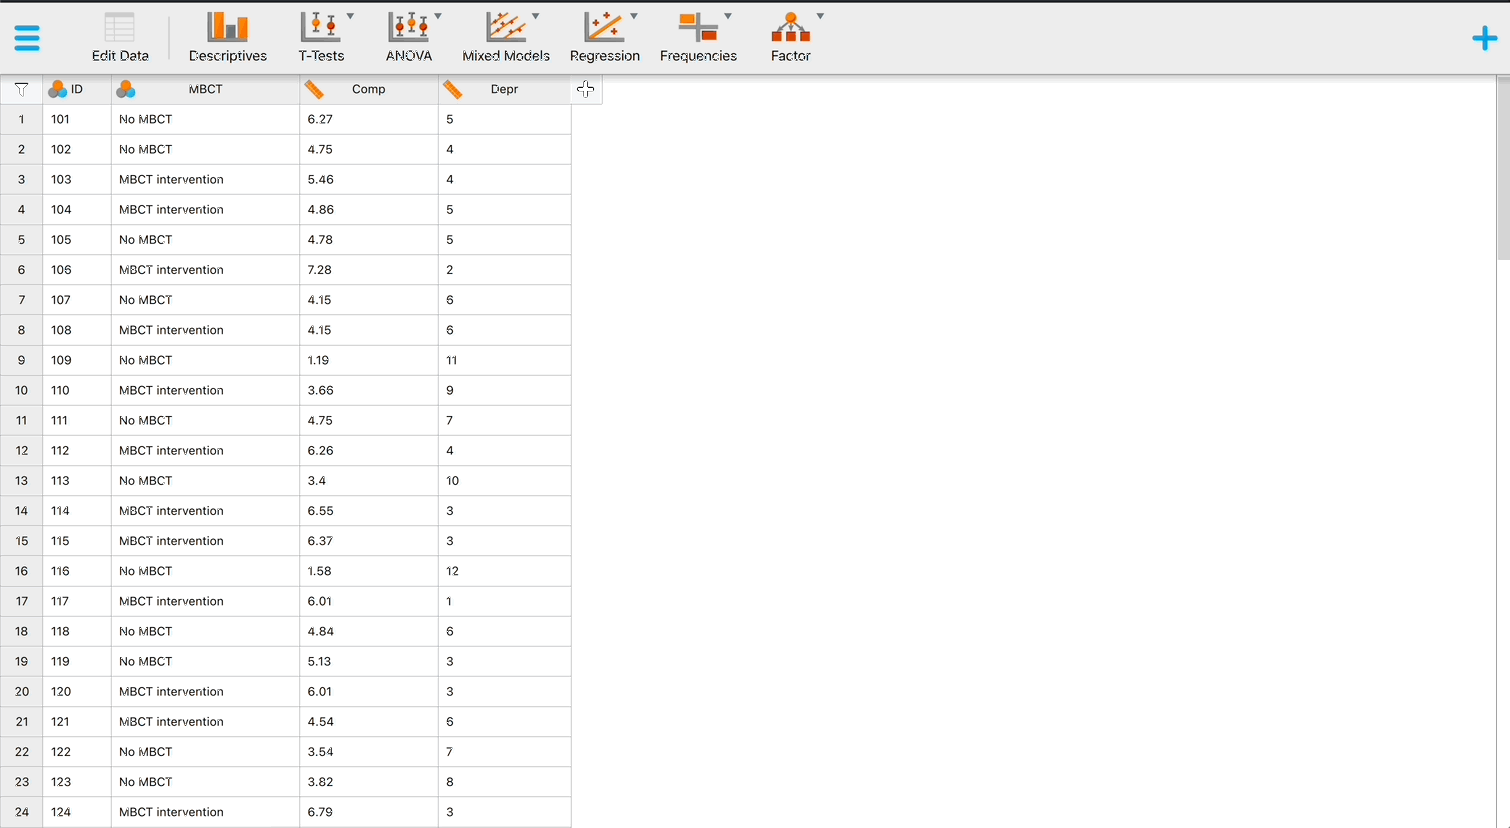 Edit Data Descriptives T-Tests ANOVA Mixed Models Regression Frequencies Factor
ID MBCT Comp Depr
1 101 No MBCT 6.27 5
2 102 No MBCT 4.75 4
3 103 MBCT intervention 5.46 4
4 104 MBCT intervention 4.86 5
5 105 No MBCT 4.78 5
6 106 MBCT intervention 7.28 2
7 107 No MBCT 4.15 6
8 108 MBCT intervention 4.15 6
9 109 No MBCT 1.19 11
10 110 MBCT intervention 3.66 9
11 111 No MBCT 4.75 7
12 112 MBCT intervention 6.26 4
13 113 No MBCT 3.4 10
14 114 MBCT intervention 6.55 3
15 115 MBCT intervention 6.37 3
16 116 No MBCT 1.58 12
17 117 MBCT intervention 6.01 1
18 118 No MBCT 4.84 6
19 119 No MBCT 5.13 3
20 120 MBCT intervention 6.01 3
21 121 MBCT intervention 4.54 6
22 122 No MBCT 3.54 7
23 123 No MBCT 3.82 8
24 124 MBCT intervention 6.79 3